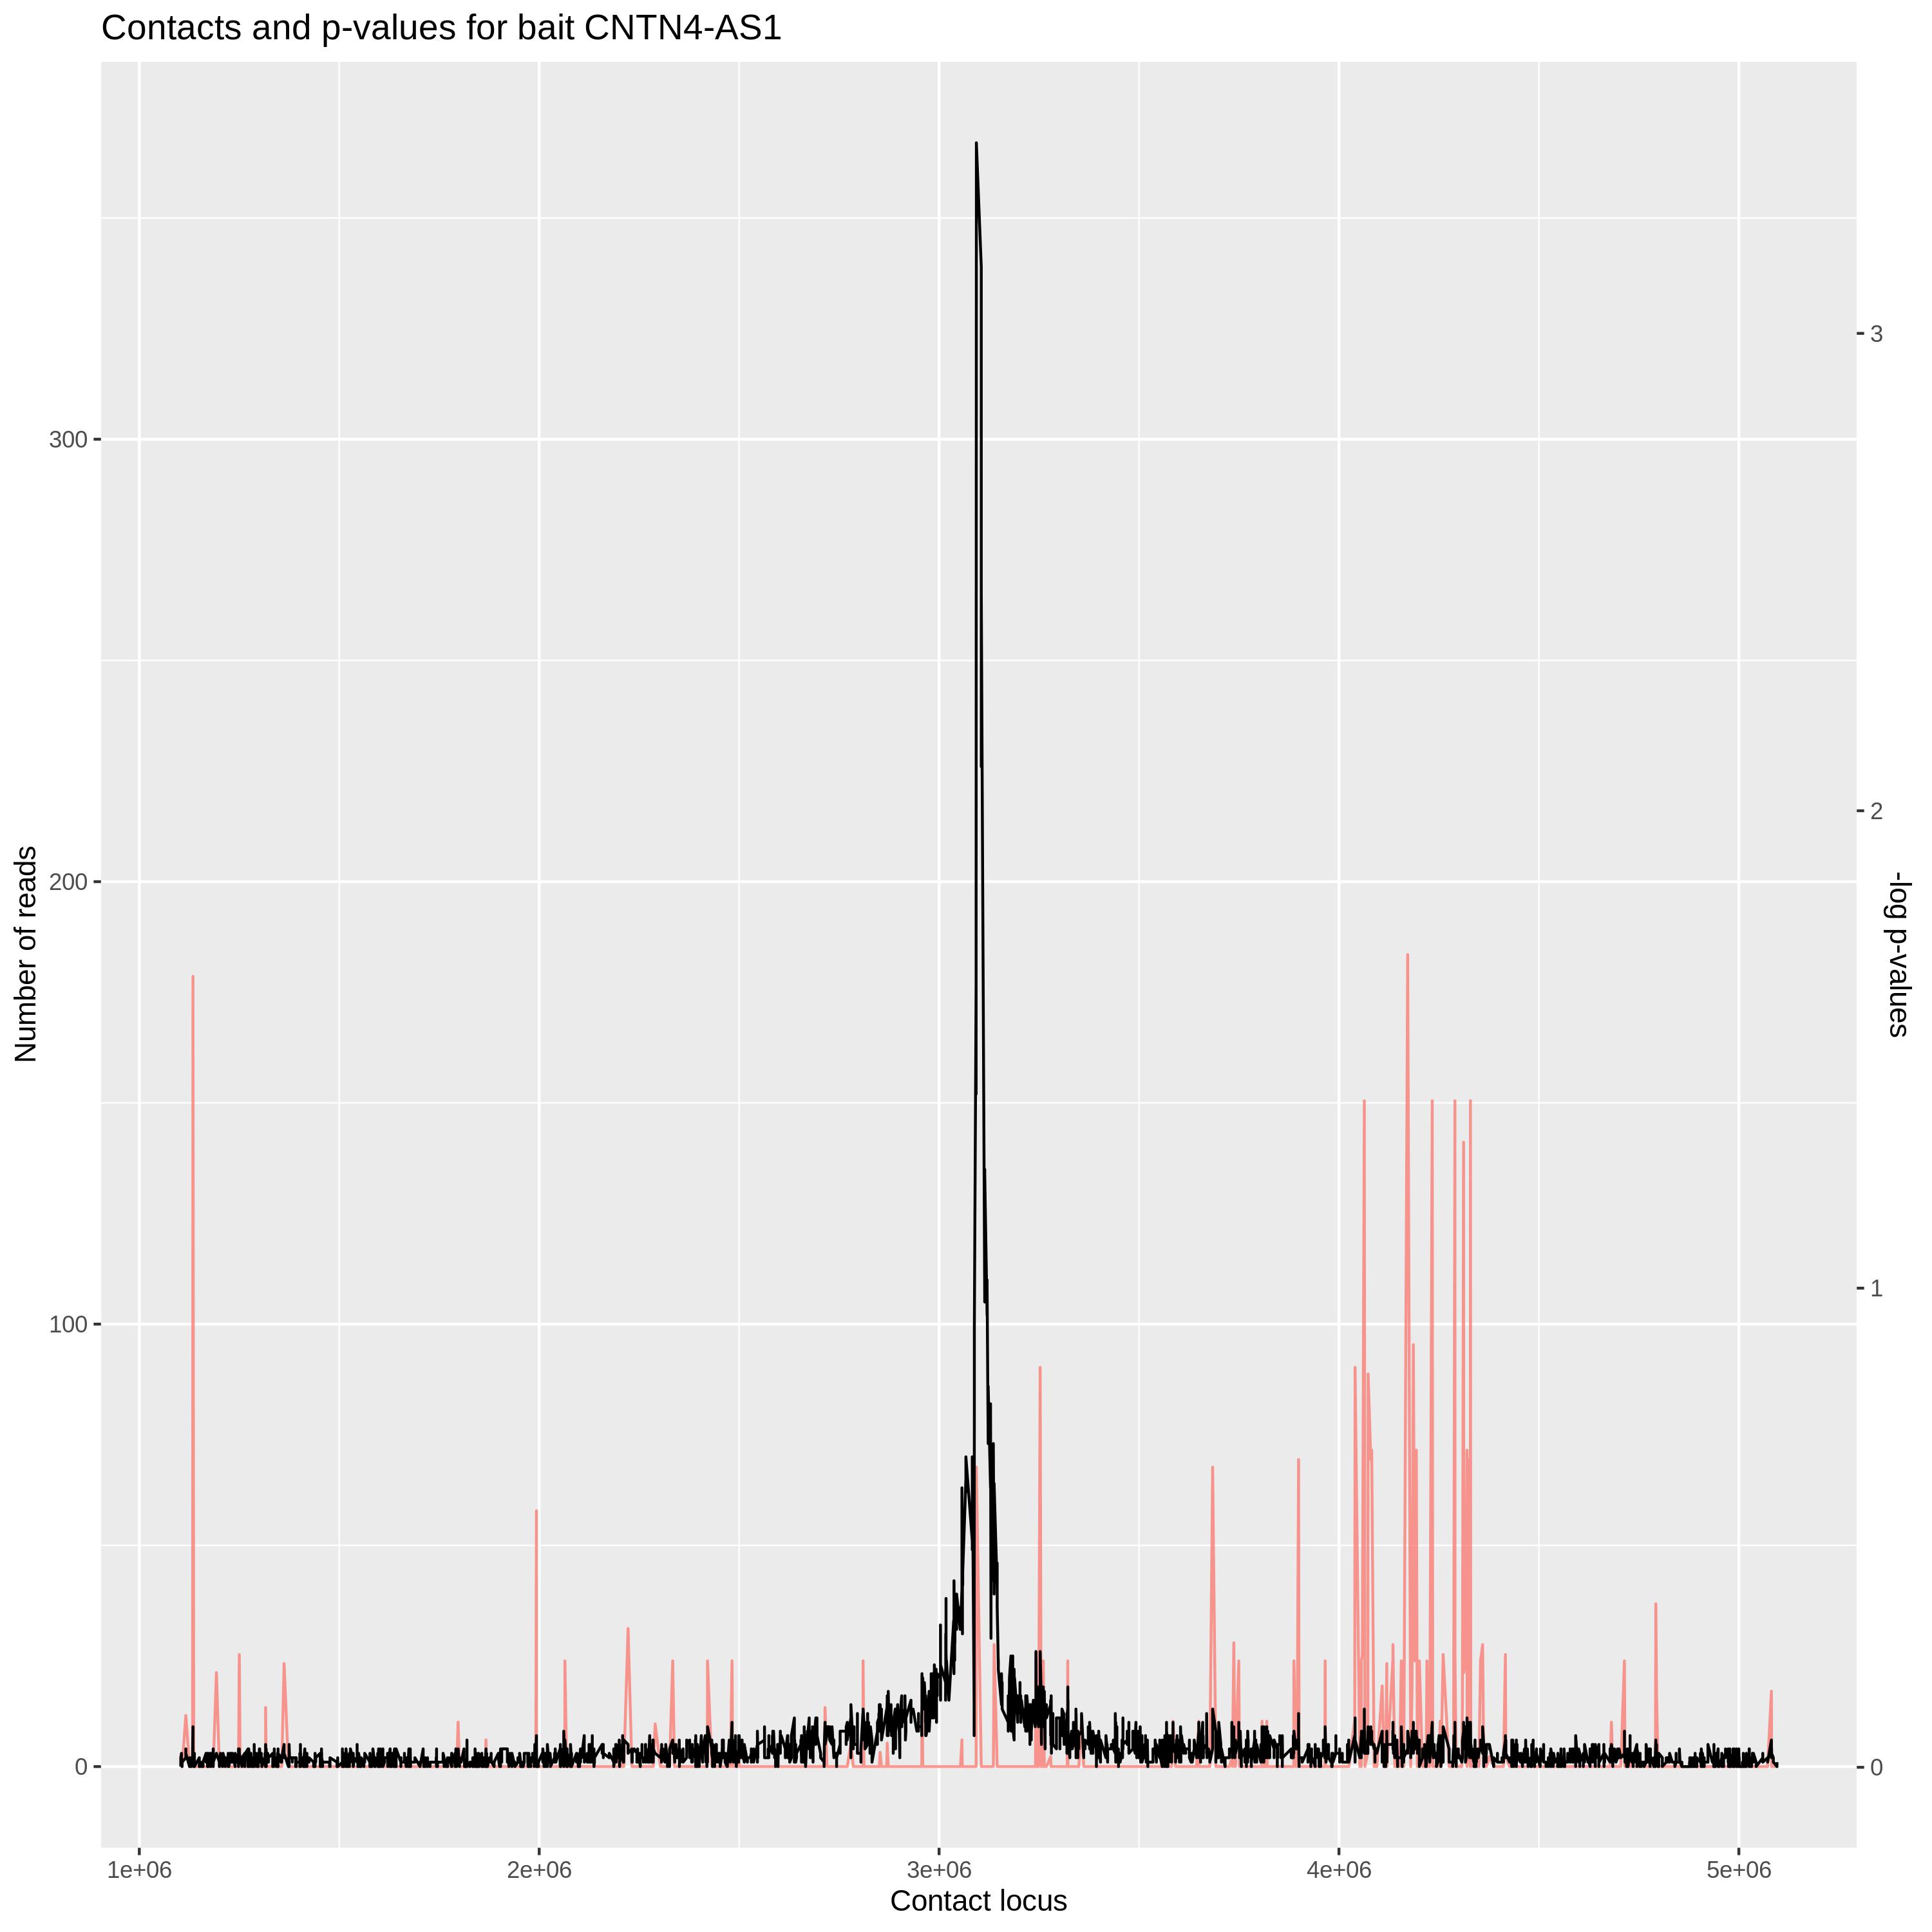 Contacts and p-values for bait CNTN4-AS1
Number of reads
300
200
100
0
3
2
1
0
-log p-values
1e+06
2e+06
3e+06
4e+06
5e+06
Contact locus